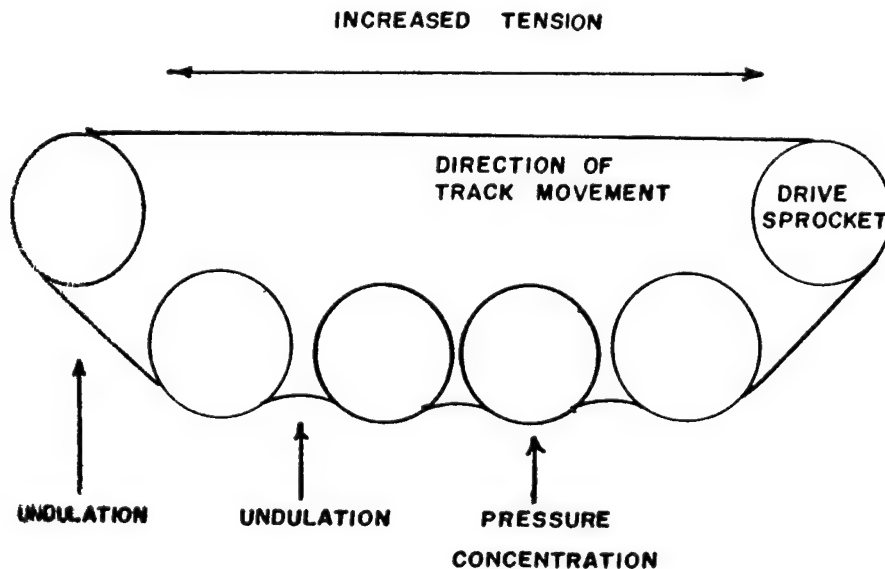 INCREASED TENSION
DIRECTION OF
TRACK MOVEMENT
DRIVE
SPROCKET
UNDULATION
UNDULATION
PRESSURE
CONCENTRATION